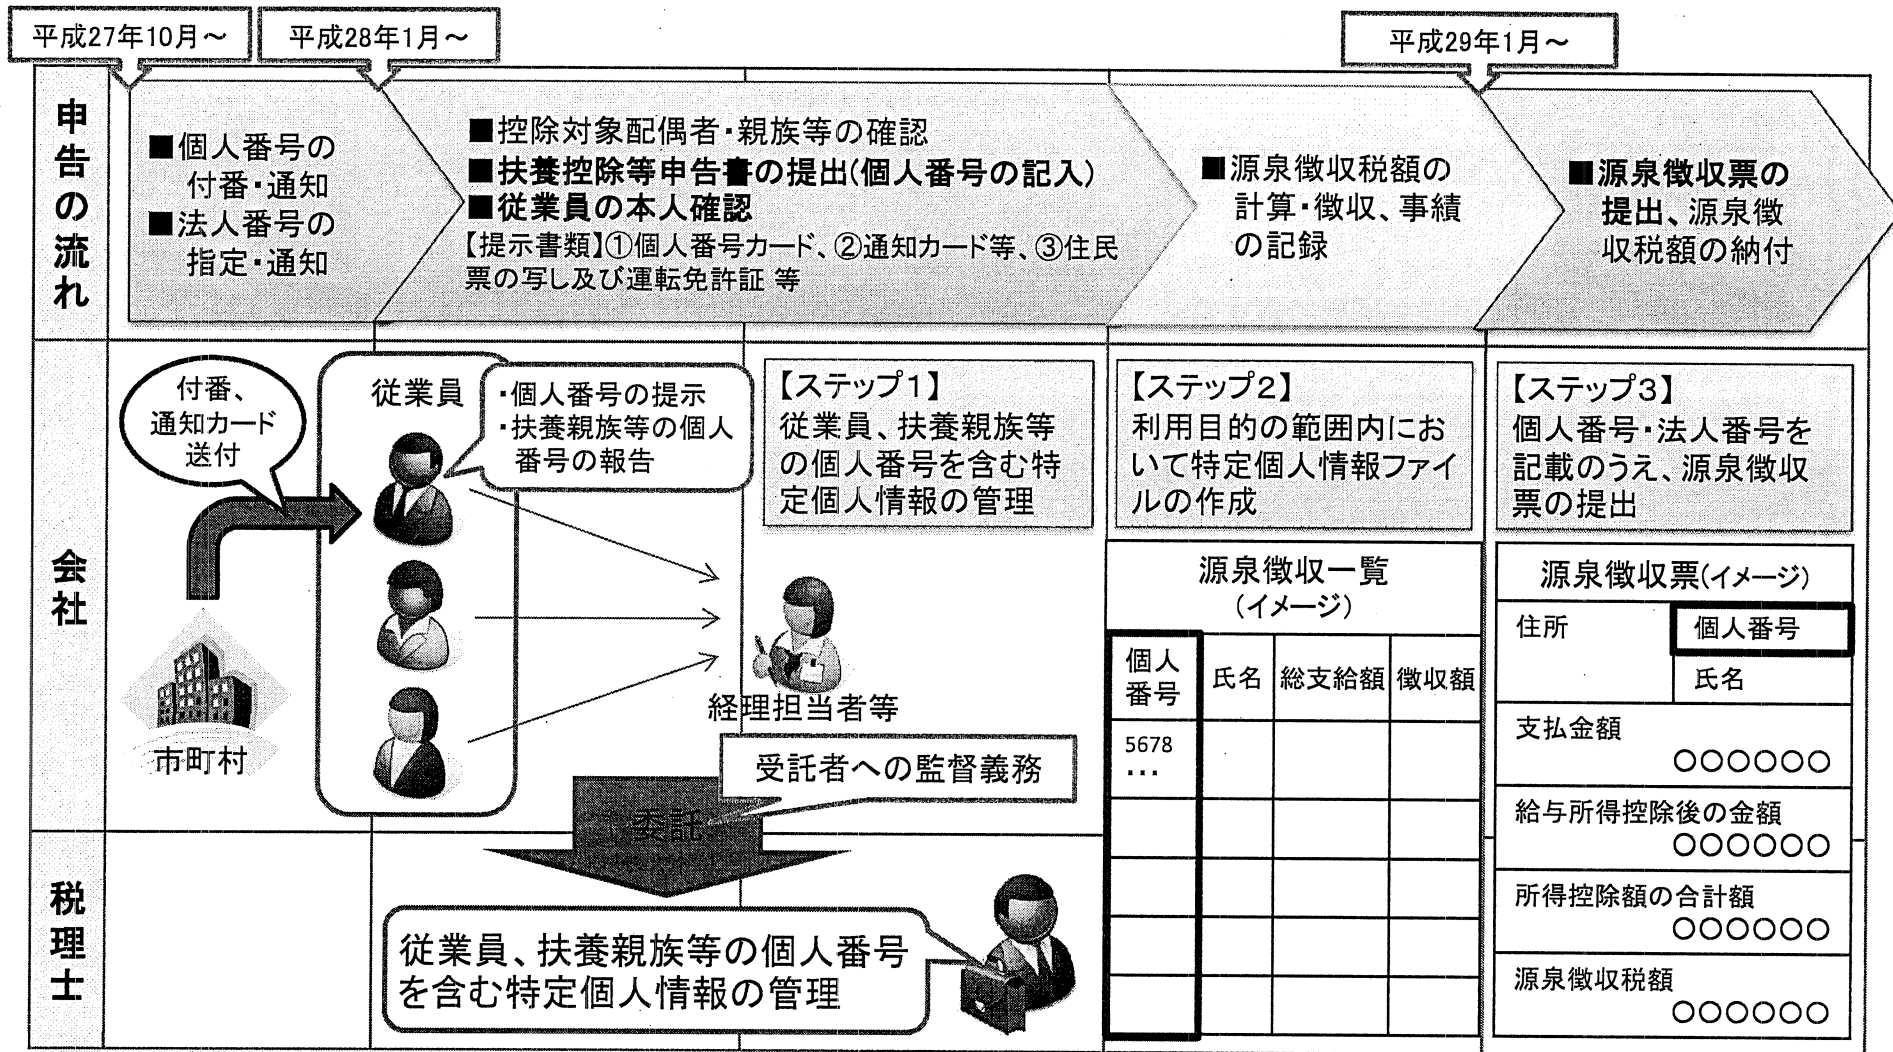 平成27年10月～
平成28年1月～
平成29年1月～
申告の流れ
■個人番号の
付番・通知
■法人番号の
指定・通知
■控除対象配偶者・親族等の確認
■扶養控除等申告書の提出(個人番号の記入)
■従業員の本人確認
【提示書類】①個人番号カード、②通知カード等、③住民
票の写し及び運転免許証 等
■源泉徴収税額の
計算・徴収、事績
の記録
■源泉徴収票の
提出、源泉徴
収税額の納付
会社
付番、
通知カード
送付
市町村
従業員
・個人番号の提示
・扶養親族等の個人
番号の報告
【ステップ1】
従業員、扶養親族等
の個人番号を含む特
定個人情報の管理
経理担当者等
受託者への監督義務
委託
【ステップ2】
利用目的の範囲内にお
いて特定個人情報ファイ
ルの作成
源泉徴収一覧
(イメージ)
個人
番号
氏名
総支給額
徴収額
5678
...
【ステップ3】
個人番号・法人番号を
記載のうえ、源泉徴収
票の提出
源泉徴収票(イメージ)
住所
個人番号
氏名
支払金額
○○○○○○
給与所得控除後の金額
○○○○○○
所得控除額の合計額
○○○○○○
源泉徴収税額
○○○○○○
税理士
従業員、扶養親族等の個人番号
を含む特定個人情報の管理